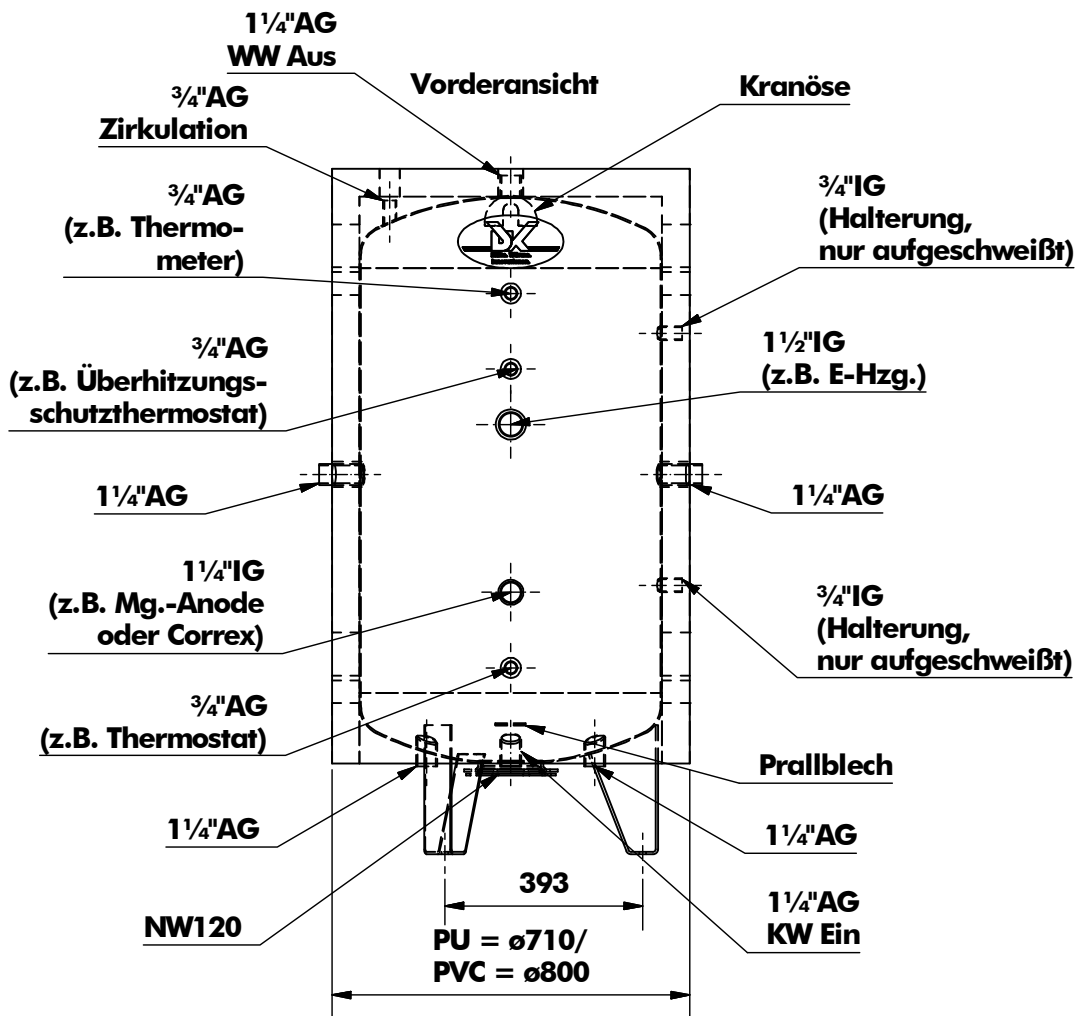 1¼"AG
WW Aus
Vorderansicht
Kranöse
¾"AG
Zirkulation
¾"AG
(z.B. Thermo-
meter)
¾"IG
(Halterung,
nur aufgeschweißt)
¾"AG
(z.B. Überhitzungs-
schutzthermostat)
1½"IG
(z.B. E-Hzg.)
1¼"AG
1¼"AG
1¼"IG
(z.B. Mg.-Anode
oder Correx)
¾"IG
(Halterung,
nur aufgeschweißt)
¾"AG
(z.B. Thermostat)
Prallblech
1¼"AG
1¼"AG
393
NW120
1¼"AG
KW Ein
PU = ø710/
PVC = ø800